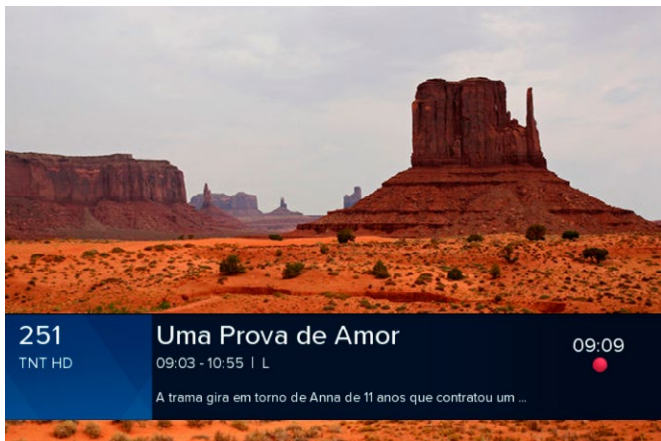 251
TNT HD
Uma Prova de Amor
09:03 - 10:55 | L
A trama gira em torno de Anna de 11 anos que contratou um ...
09:09